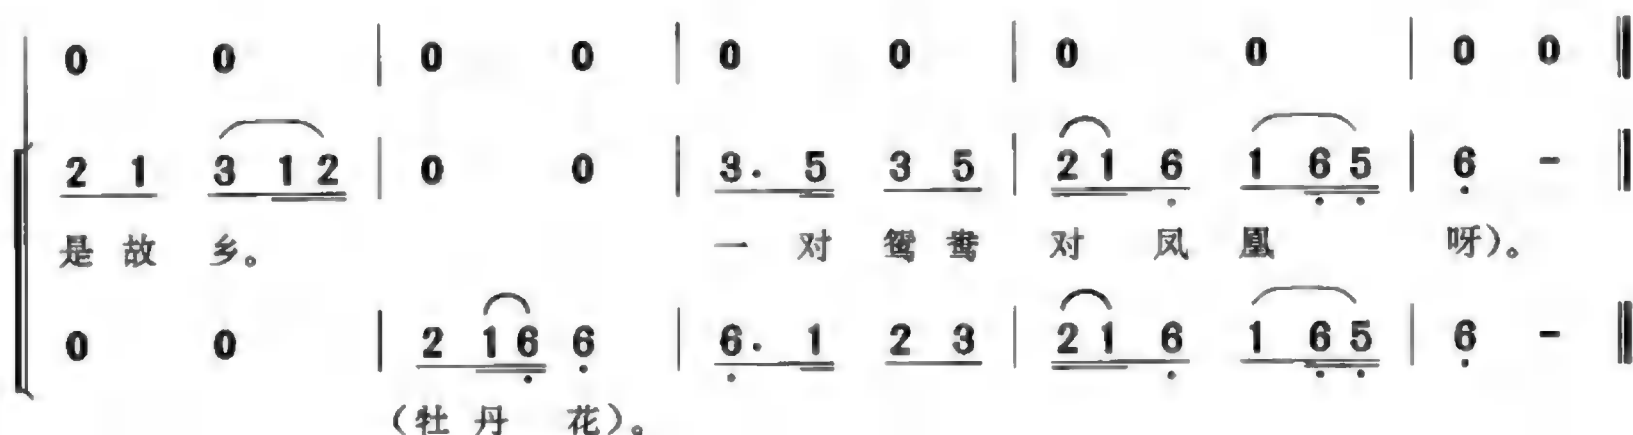 0 0 | 0 0 | 0 0 | 0 0 | 0 0
2 1 3 1 2 | 0 0 | 3. 5 3 5 | 2 1 6 1 6 5 | 6 -
是故 乡。 一 对 鸳 鸯 对 凤 凰 呀)。
0 0 | 2 1 6 6 | 6. 1 2 3 | 2 1 6 1 6 5 | 6 -
(牡 丹 花)。